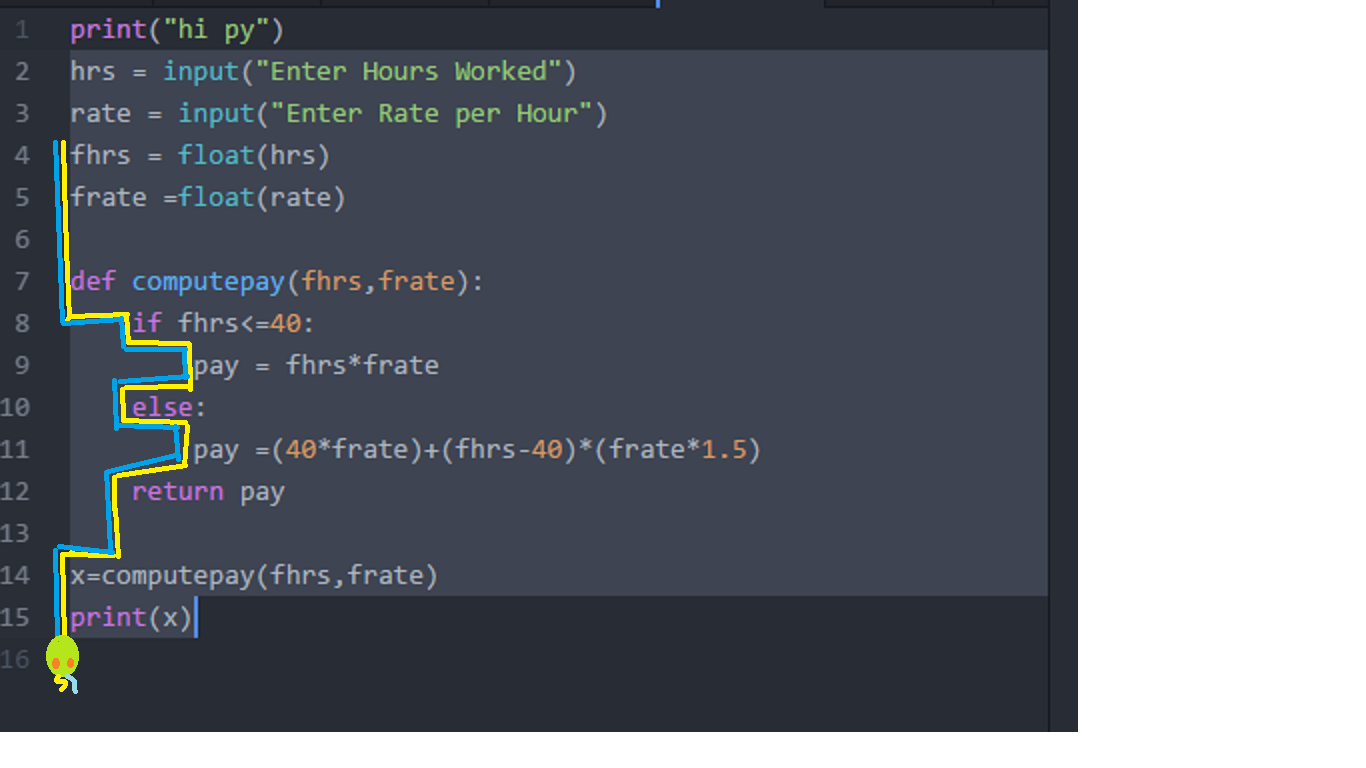 1 print("hi py")
2 hrs = input("Enter Hours Worked")
3 rate = input("Enter Rate per Hour")
4 fhrs = float(hrs)
5 frate =float(rate)
6
7 def computepay(fhrs,frate):
8     if fhrs<=40:
9         pay = fhrs*frate
10     else:
11         pay =(40*frate)+(fhrs-40)*(frate*1.5)
12     return pay
13
14 x=computepay(fhrs,frate)
15 print(x)
16